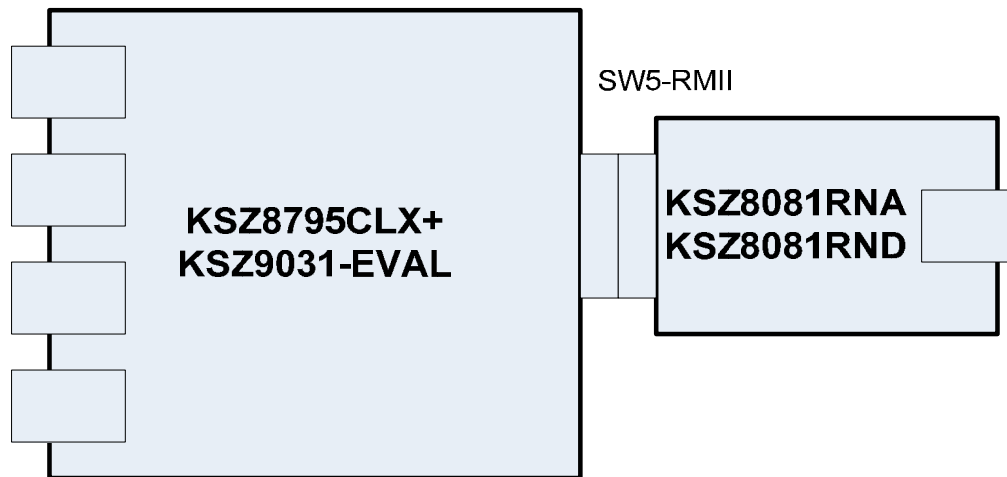 SW5-RMII
KSZ8795CLX+
KSZ9031-EVAL
KSZ8081RNA
KSZ8081RND